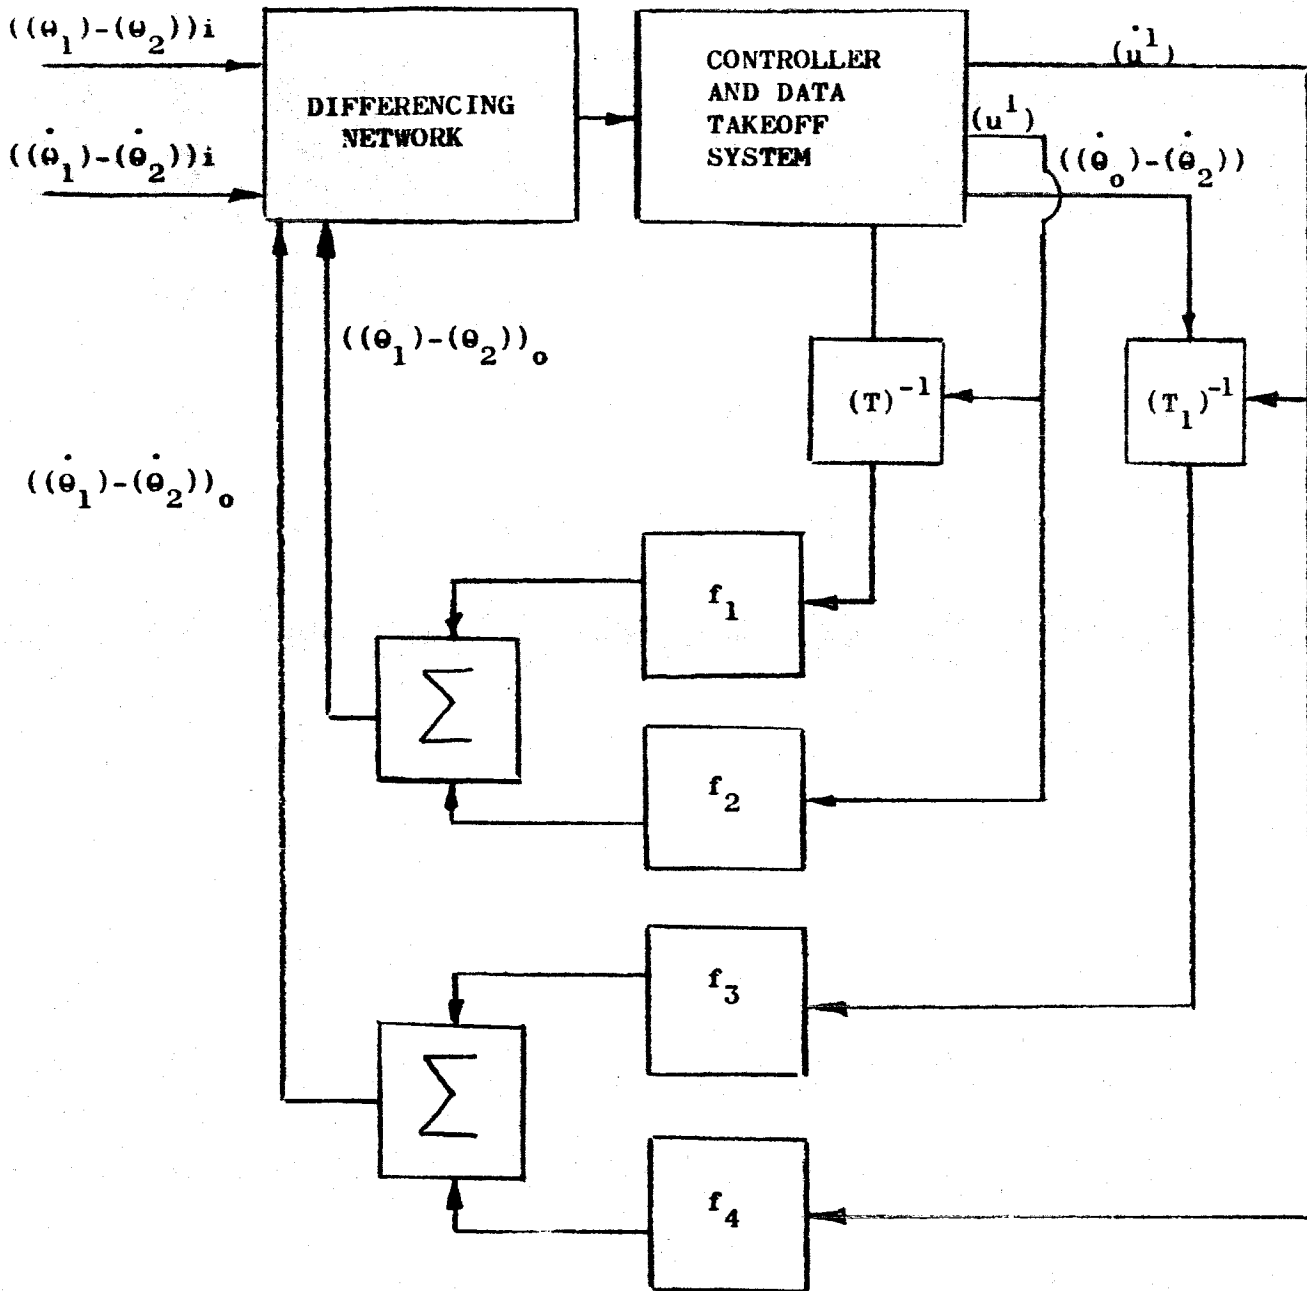 ((θ₁)-(θ₂))i
((θ̇₁)-(θ̇₂))i
DIFFERENCING
NETWORK
CONTROLLER
AND DATA
TAKEOFF
SYSTEM
(u̇¹)
(u¹)
((θ̇ₒ)-(θ̇₂))
((θ₁)-(θ₂))ₒ
(T)⁻¹
(T₁)⁻¹
((θ̇₁)-(θ̇₂))ₒ
f₁
Σ
f₂
f₃
Σ
f₄